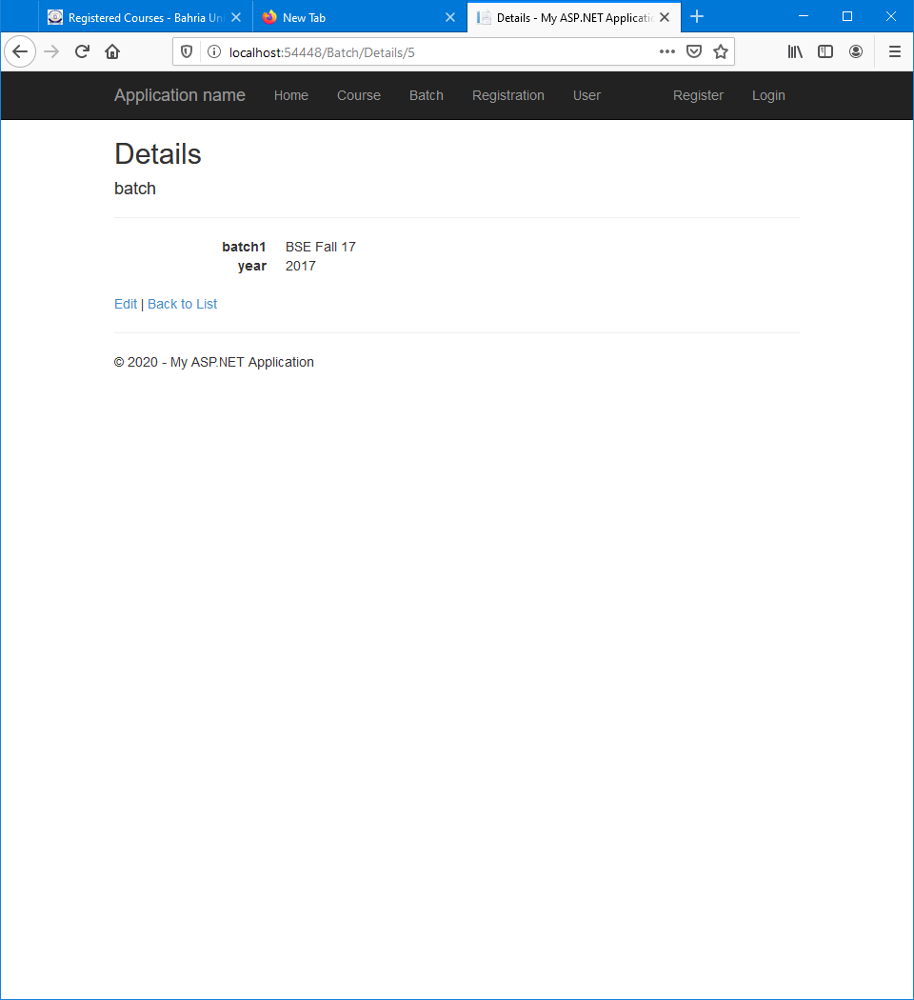 Registered Courses - Bahria Uni
New Tab
Details - My ASP.NET Applicatio
localhost:54448/Batch/Details/5
Application name Home Course Batch Registration User Register Login
Details
batch
batch1 BSE Fall 17
year 2017
Edit | Back to List
© 2020 - My ASP.NET Application